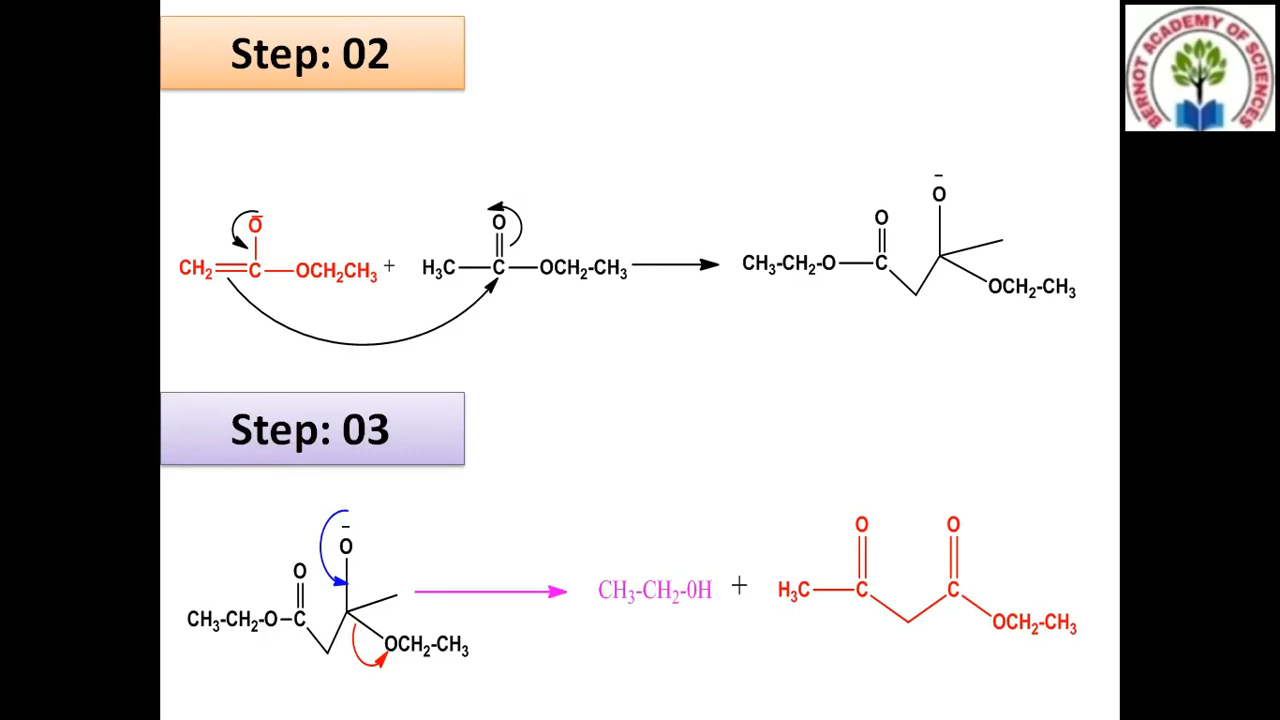 Step: 02
BERNOT ACADEMY OF SCIENCES
O⁻
CH₂=C—OCH₂CH₃ + H₃C—C—OCH₂-CH₃
O
CH₃-CH₂-O
O
O⁻
OCH₂-CH₃
Step: 03
O
O⁻
CH₃-CH₂-O–C
OCH₂-CH₃
CH₃-CH₂-0H +
O
O
H₃C—C
C
OCH₂-CH₃